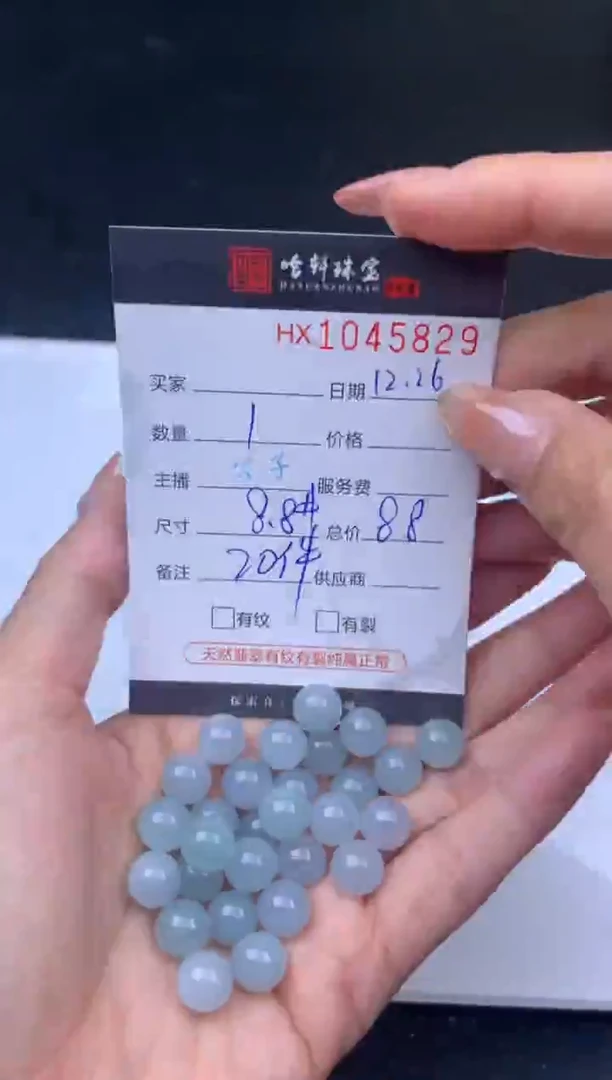 哈轩珠宝
HX1045829
买家 日期 12.26
数量 1 价格
主播 服务费
尺寸 8.8# 总价 88
备注 20件 供应商
有纹 有裂
天然翡翠有纹有裂纯属正常